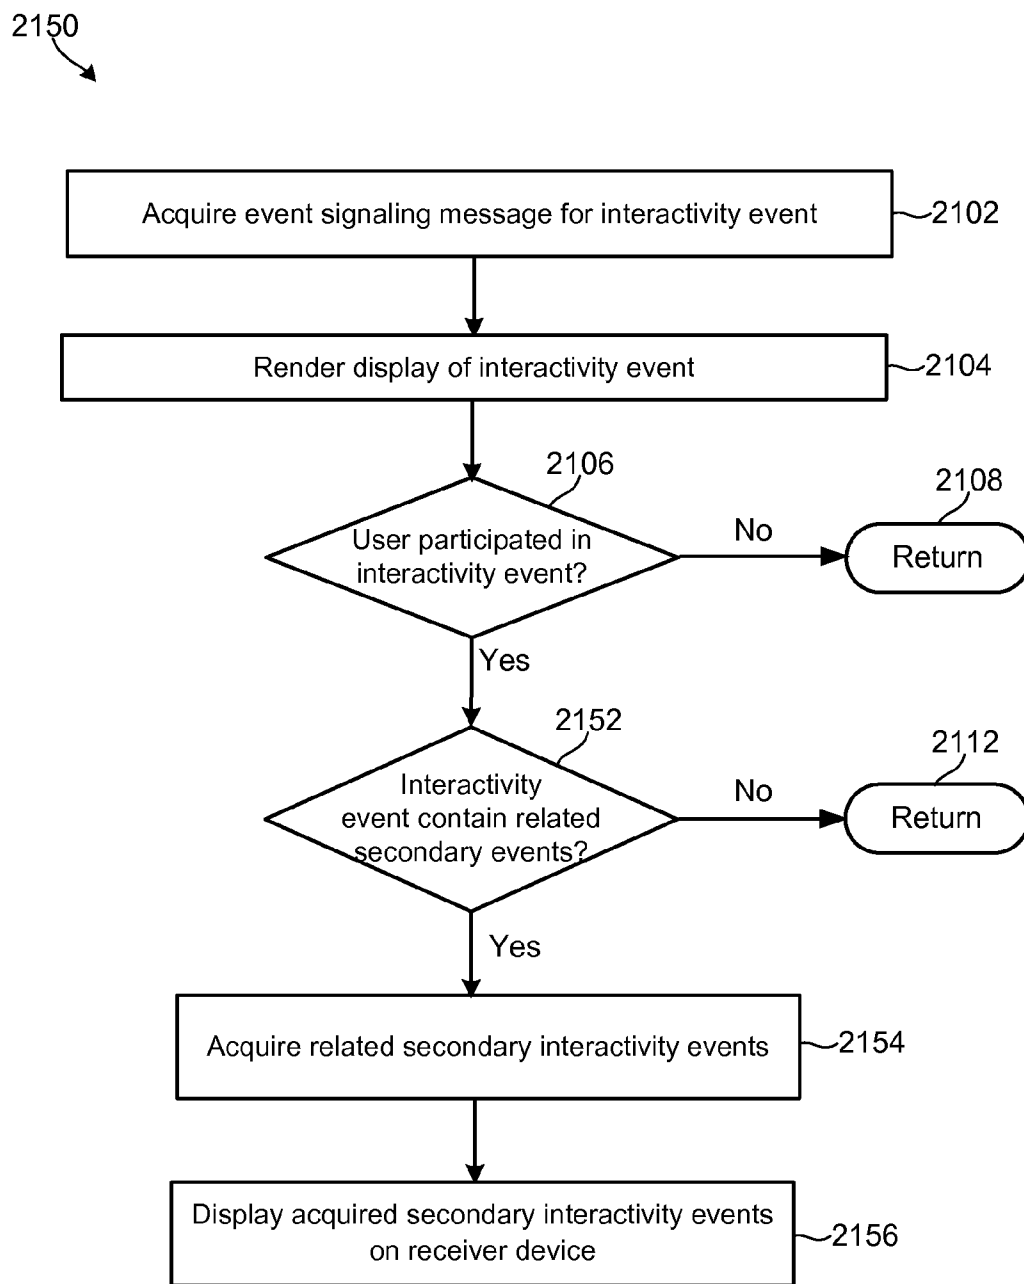 2150
Acquire event signaling message for interactivity event
2102
Render display of interactivity event
2104
2106
User participated in
interactivity event?
No
2108
Return
Yes
2152
Interactivity
event contain related
secondary events?
No
2112
Return
Yes
Acquire related secondary interactivity events
2154
Display acquired secondary interactivity events
on receiver device
2156